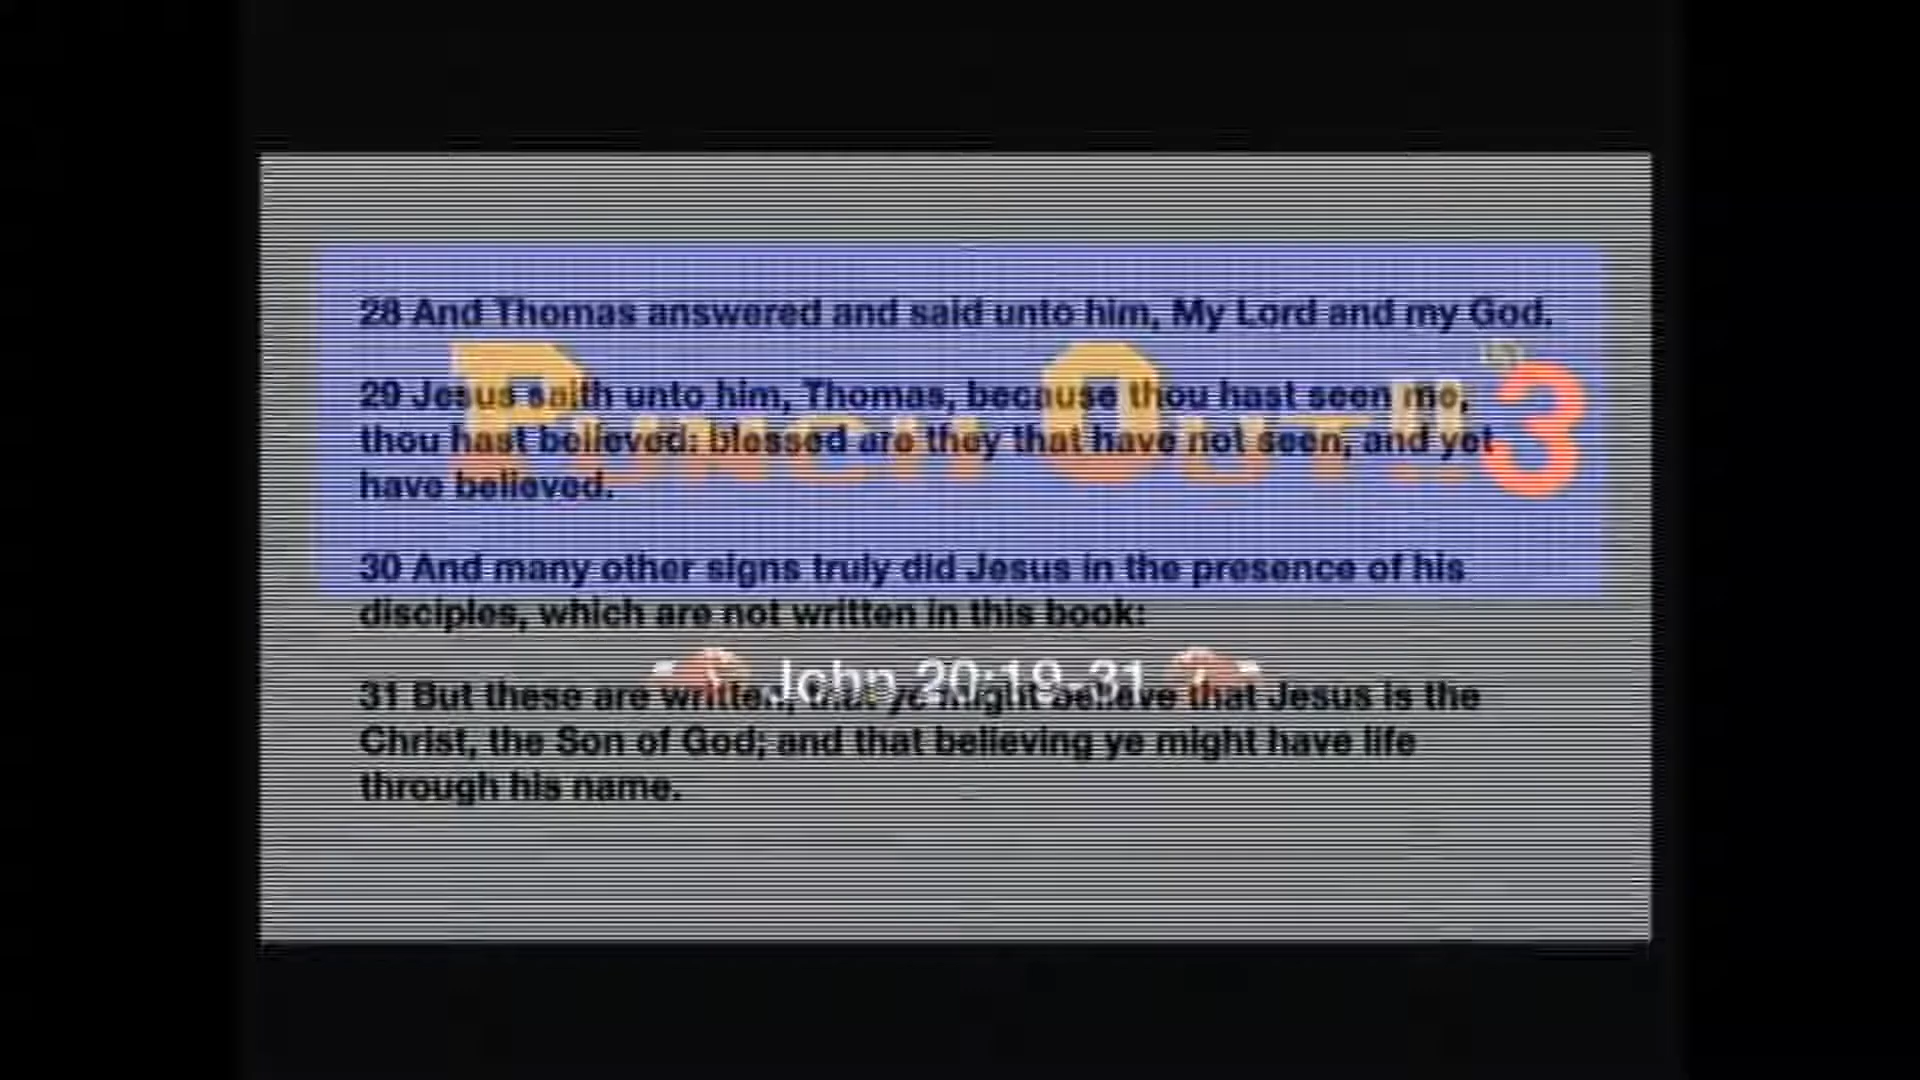 28 And Thomas answered and said unto him, My Lord and my God.
PUNCH OUT!! 3
29 Jesus saith unto him, Thomas, because thou hast seen me,
thou hast believed: blessed are they that have not seen, and yet
have believed.
30 And many other signs truly did Jesus in the presence of his
disciples, which are not written in this book:
John 20:19-31
31 But these are written, that ye might believe that Jesus is the
Christ, the Son of God; and that believing ye might have life
through his name.